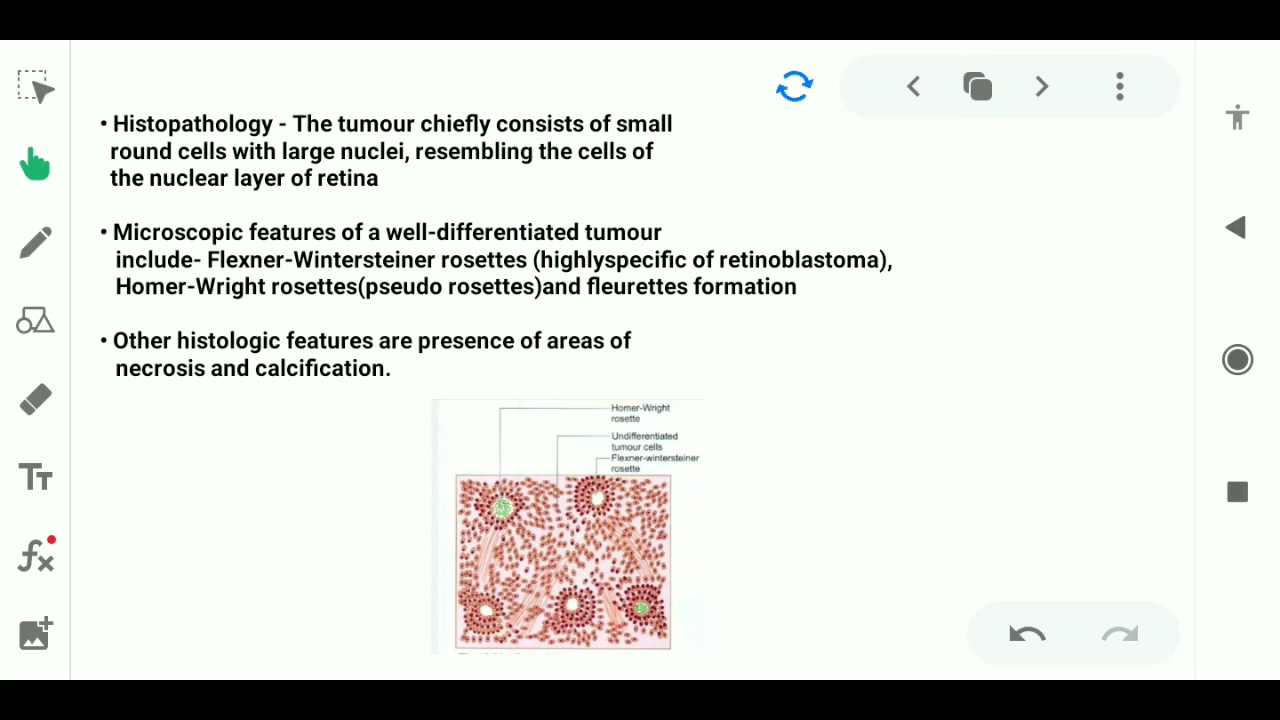 • Histopathology - The tumour chiefly consists of small
round cells with large nuclei, resembling the cells of
the nuclear layer of retina
• Microscopic features of a well-differentiated tumour
include- Flexner-Wintersteiner rosettes (highlyspecific of retinoblastoma),
Homer-Wright rosettes(pseudo rosettes)and fleurettes formation
• Other histologic features are presence of areas of
necrosis and calcification.
Homer-Wright
rosette
Undifferentiated
tumour cells
Flexner-wintersteiner
rosette
TT
fx